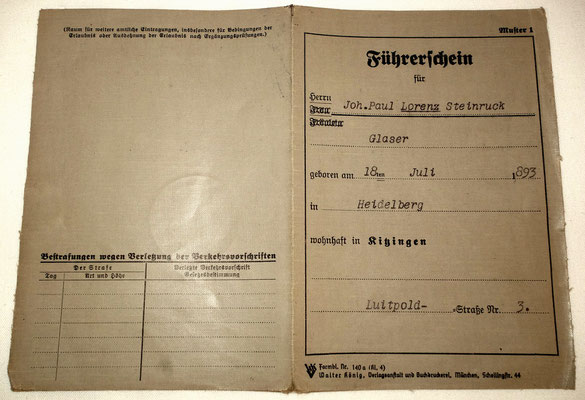 (Raum für weitere amtliche Eintragungen, insbesondere für Bedingungen der
Erlaubnis oder Ausdehnung der Erlaubnis nach Ergänzungsprüfungen.)
Bestrafungen wegen Verletzung der Verkehrsvorschriften
Der Strafe
Tag Art und Höhe
Verletzte Verkehrsvorschrift
Gesetzesbestimmung
Muster 1
Führerschein
für
Herrn
Frau Joh.Paul Lorenz Steinruck
Fräulein
Glaser
geboren am 18ten Juli 1893
in Heidelberg
wohnhaft in Kitzingen
Luitpold- Straße Nr. 3.
Formbl. Nr. 140 a (III, 4)
Walter König, Verlagsanstalt und Buchdruckerei, München, Schellingstr. 44